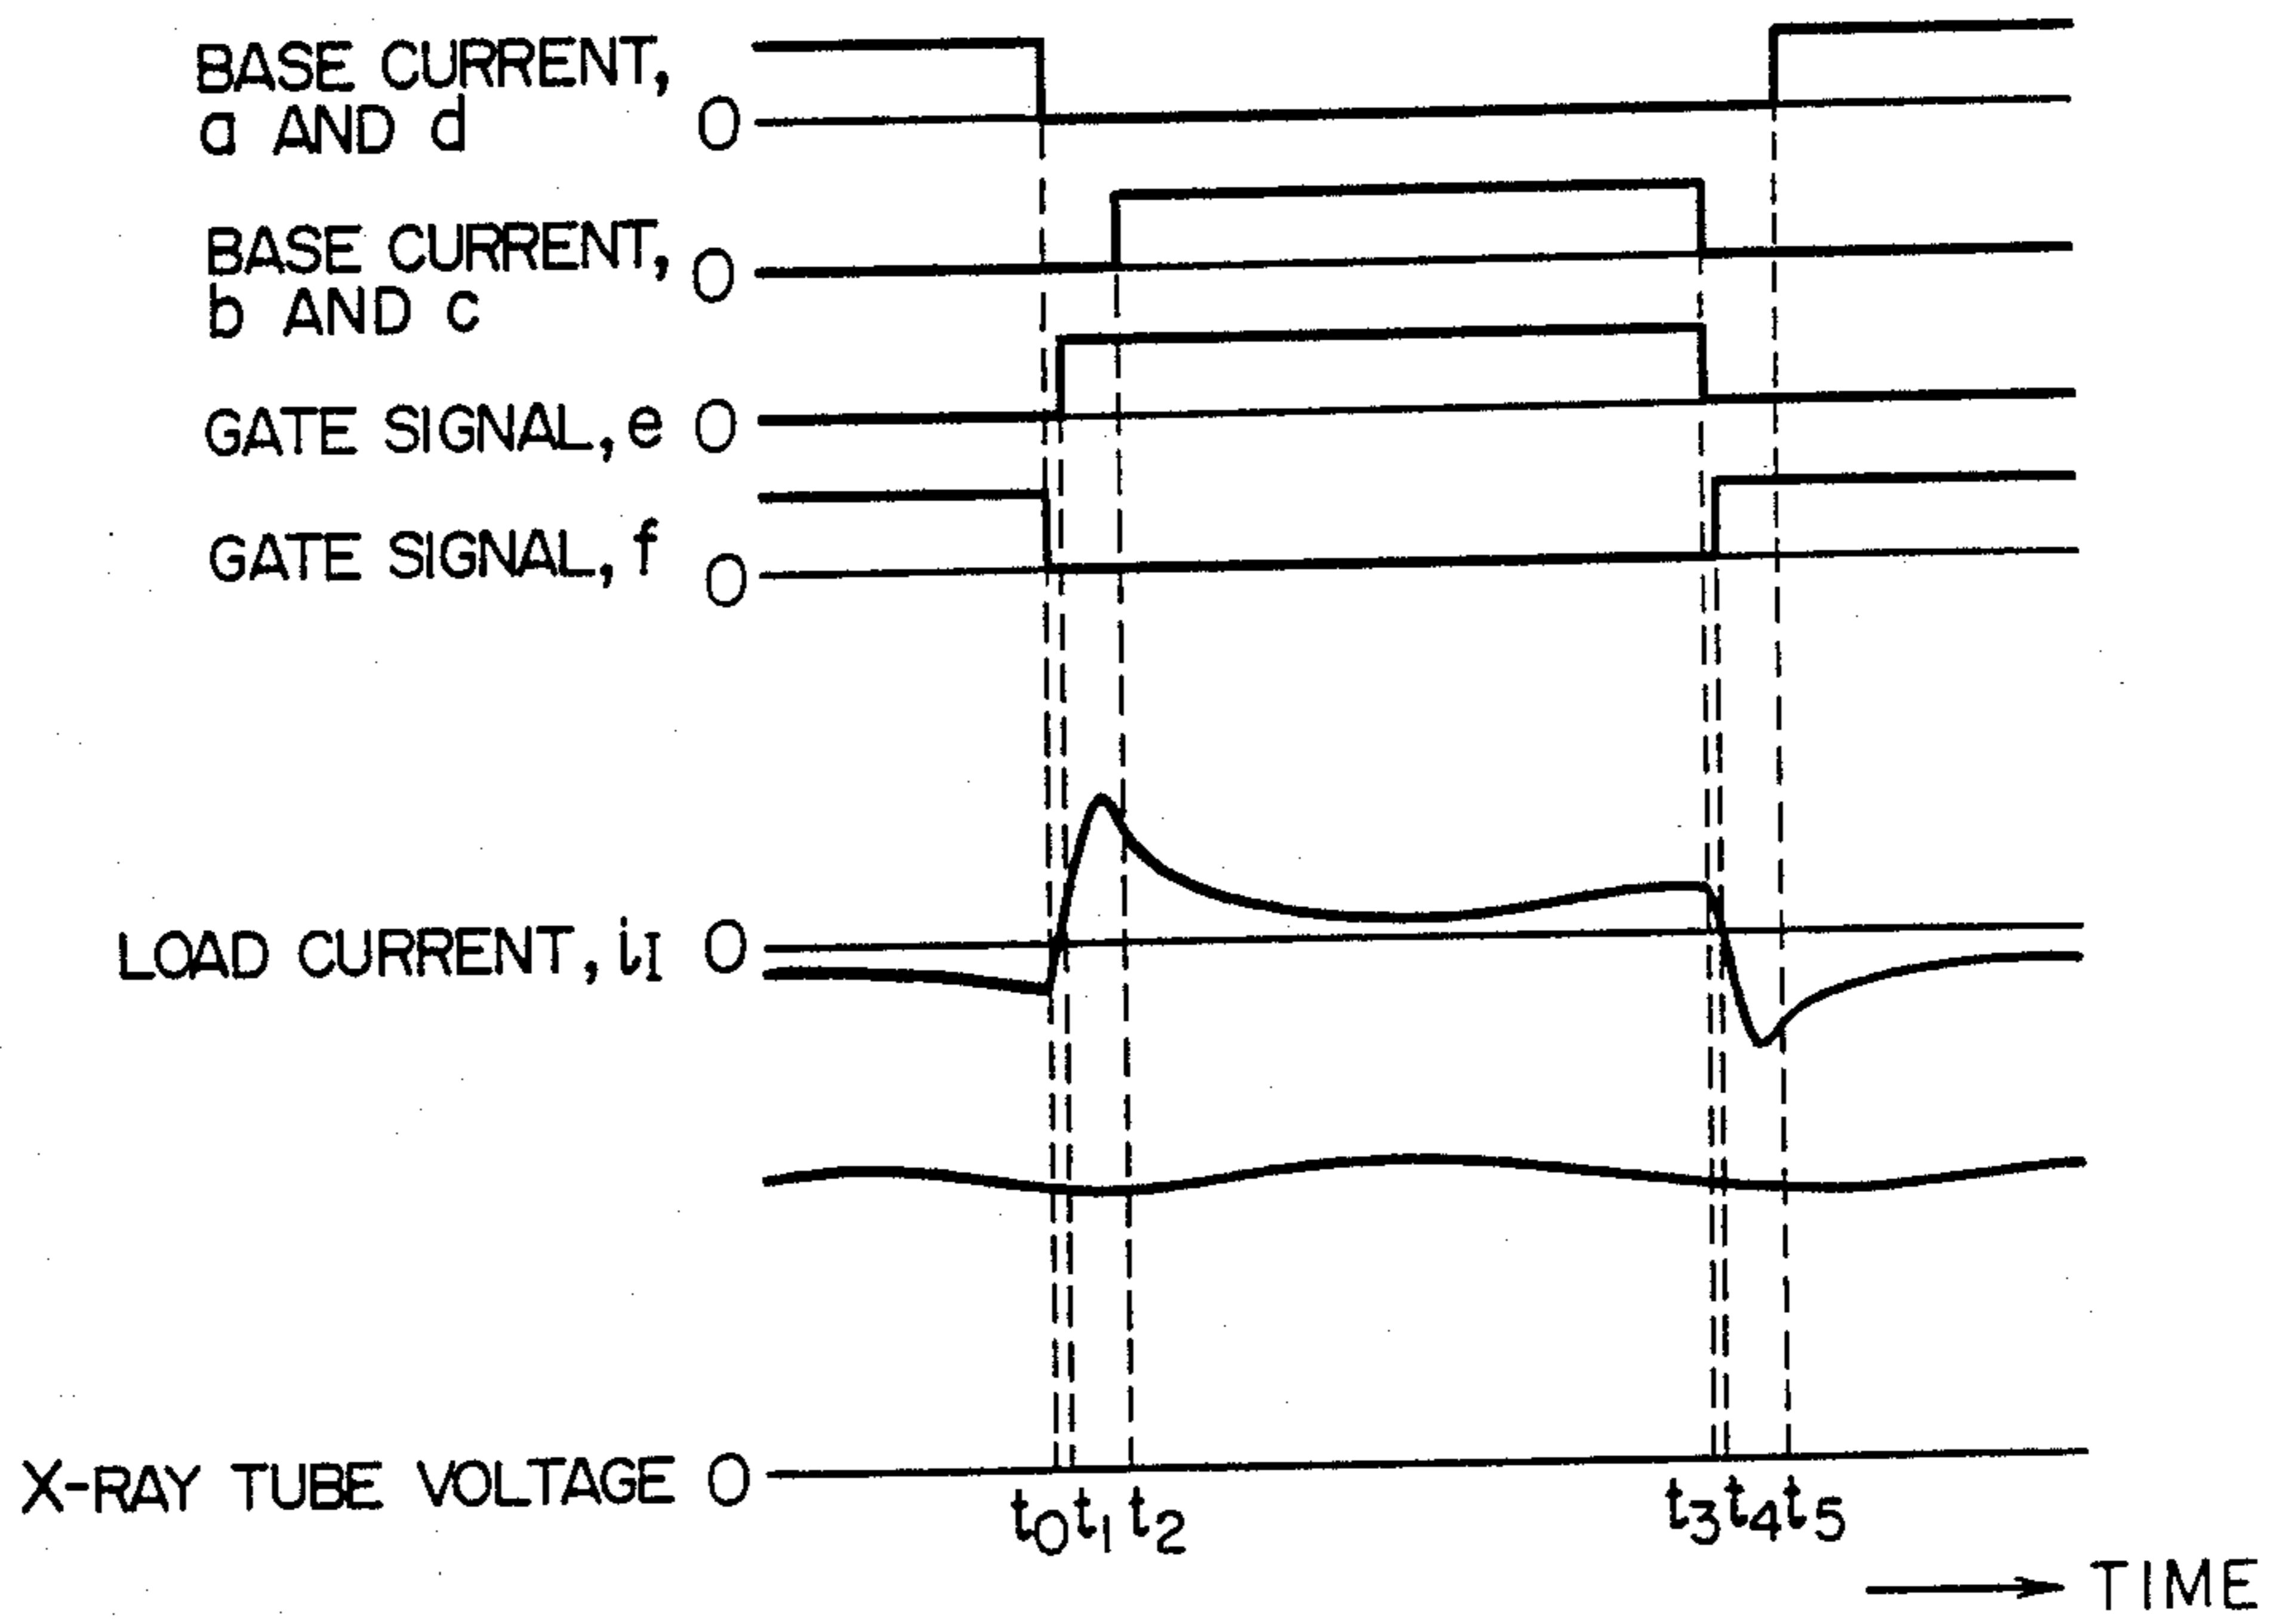 BASE CURRENT,
a AND d 0
BASE CURRENT,
b AND c 0
GATE SIGNAL, e 0
GATE SIGNAL, f 0
LOAD CURRENT, iI 0
X-RAY TUBE VOLTAGE 0
t0 t1 t2 t3 t4 t5
TIME